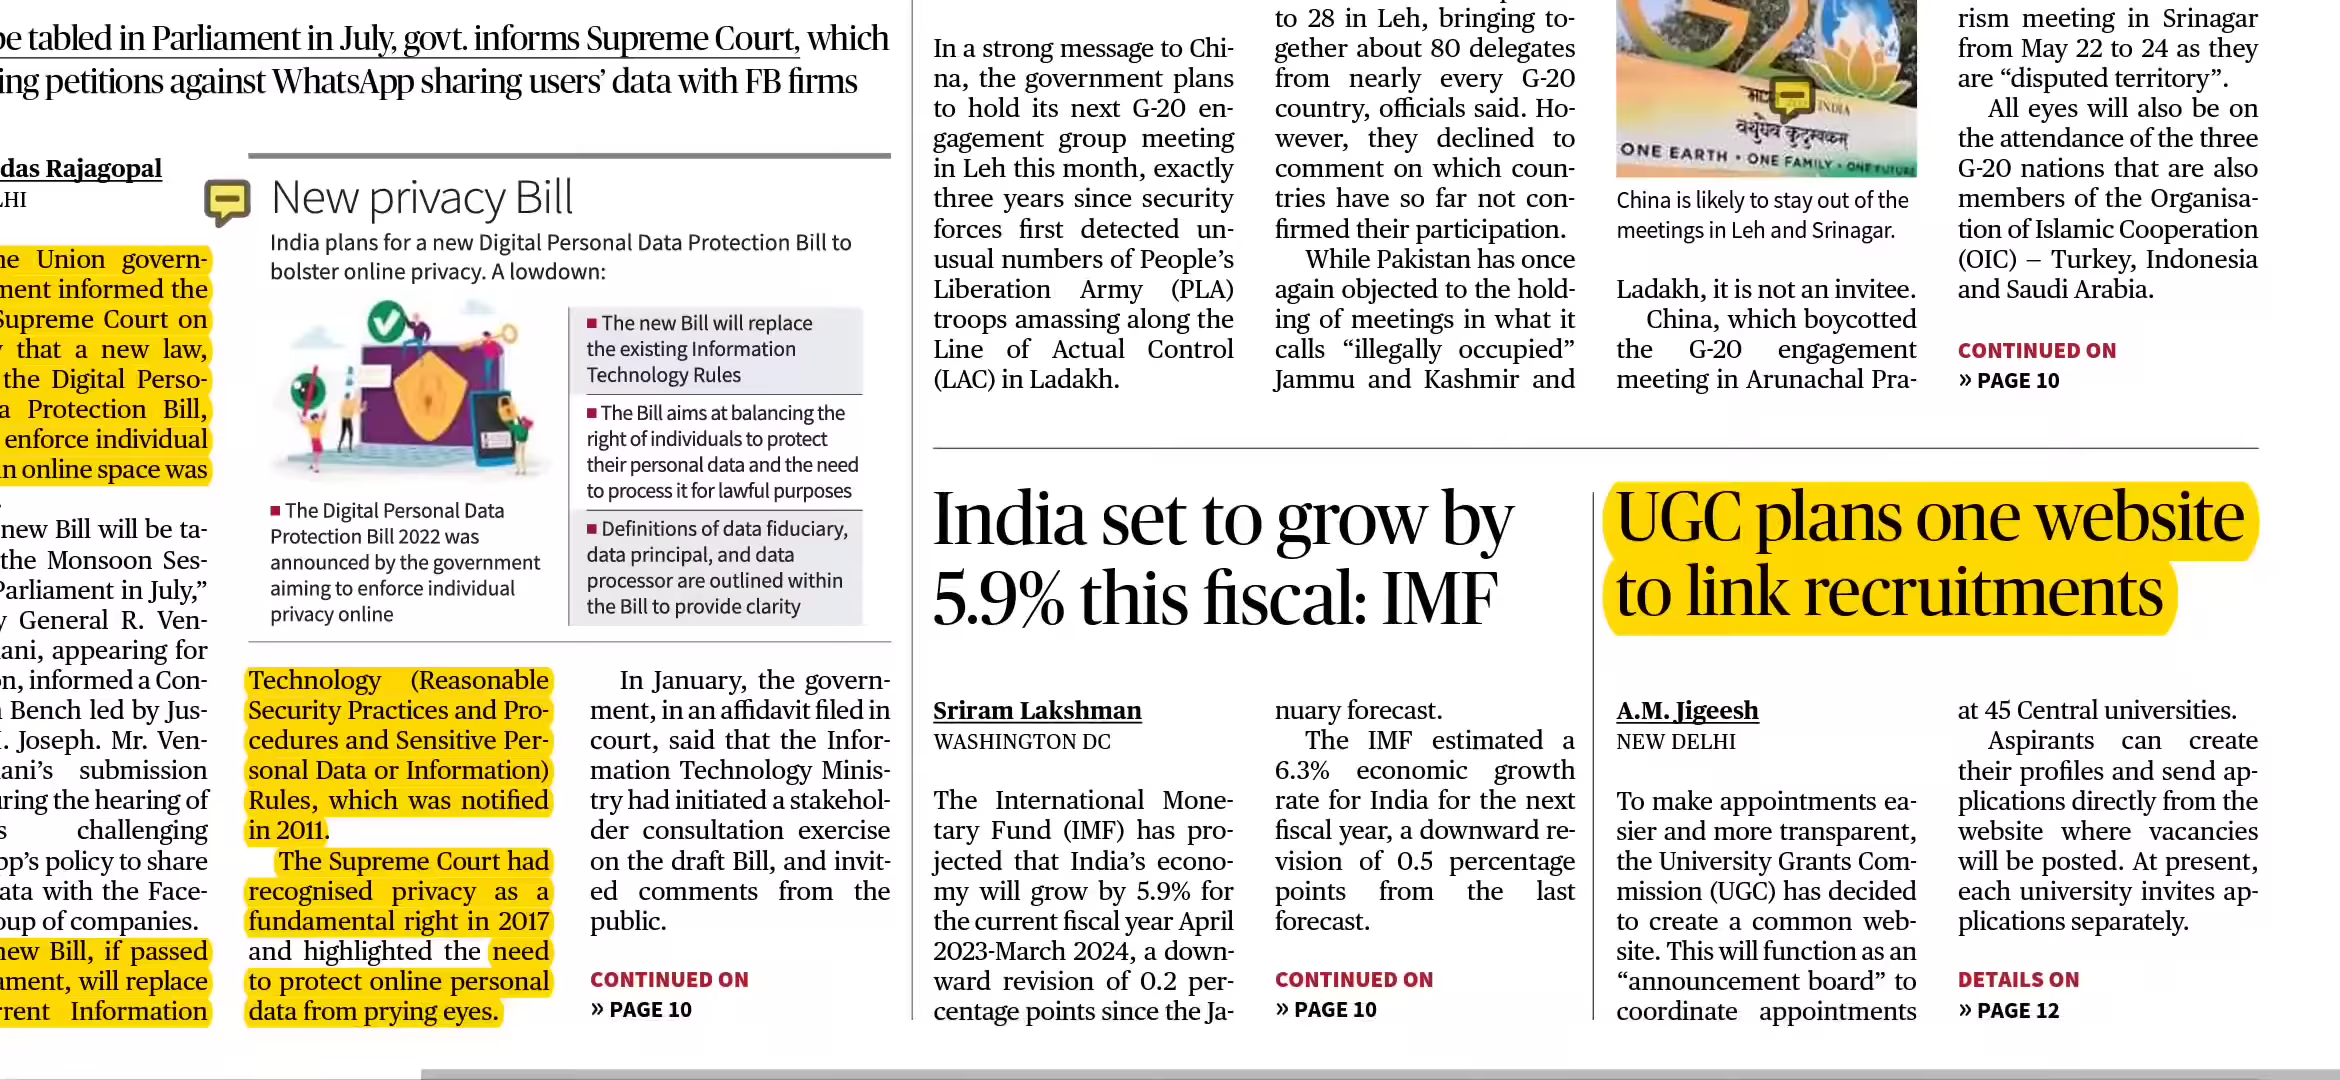 be tabled in Parliament in July, govt. informs Supreme Court, which
ing petitions against WhatsApp sharing users' data with FB firms
das Rajagopal
LHI
ne Union govern-
ment informed the
Supreme Court on
y that a new law,
the Digital Perso-
a Protection Bill,
enforce individual
in online space was
new Bill will be ta-
the Monsoon Ses-
Parliament in July,”
y General R. Ven-
ani, appearing for
on, informed a Con-
n Bench led by Jus-
M. Joseph. Mr. Ven-
ani's submission
uring the hearing of
s challenging
pp's policy to share
data with the Face-
oup of companies.
new Bill, if passed
ament, will replace
rrent Information
New privacy Bill
India plans for a new Digital Personal Data Protection Bill to
bolster online privacy. A lowdown:
■ The Digital Personal Data
Protection Bill 2022 was
announced by the government
aiming to enforce individual
privacy online
■ The new Bill will replace
the existing Information
Technology Rules
■ The Bill aims at balancing the
right of individuals to protect
their personal data and the need
to process it for lawful purposes
■ Definitions of data fiduciary,
data principal, and data
processor are outlined within
the Bill to provide clarity
Technology (Reasonable
Security Practices and Pro-
cedures and Sensitive Per-
sonal Data or Information)
Rules, which was notified
in 2011.
The Supreme Court had
recognised privacy as a
fundamental right in 2017
and highlighted the need
to protect online personal
data from prying eyes.
In January, the govern-
ment, in an affidavit filed in
court, said that the Infor-
mation Technology Minis-
try had initiated a stakehol-
der consultation exercise
on the draft Bill, and invit-
ed comments from the
public.
CONTINUED ON
» PAGE 10
In a strong message to Chi-
na, the government plans
to hold its next G-20 en-
gagement group meeting
in Leh this month, exactly
three years since security
forces first detected un-
usual numbers of People's
Liberation Army (PLA)
troops amassing along the
Line of Actual Control
(LAC) in Ladakh.
to 28 in Leh, bringing to-
gether about 80 delegates
from nearly every G-20
country, officials said. Ho-
wever, they declined to
comment on which coun-
tries have so far not con-
firmed their participation.
While Pakistan has once
again objected to the hold-
ing of meetings in what it
calls “illegally occupied”
Jammu and Kashmir and
G20
INDIA
वसुधैव कुटुम्बकम्
ONE EARTH • ONE FAMILY • ONE FUTURE
China is likely to stay out of the
meetings in Leh and Srinagar.
Ladakh, it is not an invitee.
China, which boycotted
the G-20 engagement
meeting in Arunachal Pra-
rism meeting in Srinagar
from May 22 to 24 as they
are “disputed territory”.
All eyes will also be on
the attendance of the three
G-20 nations that are also
members of the Organisa-
tion of Islamic Cooperation
(OIC) – Turkey, Indonesia
and Saudi Arabia.
CONTINUED ON
» PAGE 10
India set to grow by
5.9% this fiscal: IMF
Sriram Lakshman
WASHINGTON DC
The International Mone-
tary Fund (IMF) has pro-
jected that India's econo-
my will grow by 5.9% for
the current fiscal year April
2023-March 2024, a down-
ward revision of 0.2 per-
centage points since the Ja-
nuary forecast.
The IMF estimated a
6.3% economic growth
rate for India for the next
fiscal year, a downward re-
vision of 0.5 percentage
points from the last
forecast.
CONTINUED ON
» PAGE 10
UGC plans one website
to link recruitments
A.M. Jigeesh
NEW DELHI
To make appointments ea-
sier and more transparent,
the University Grants Com-
mission (UGC) has decided
to create a common web-
site. This will function as an
“announcement board” to
coordinate appointments
at 45 Central universities.
Aspirants can create
their profiles and send ap-
plications directly from the
website where vacancies
will be posted. At present,
each university invites ap-
plications separately.
DETAILS ON
» PAGE 12